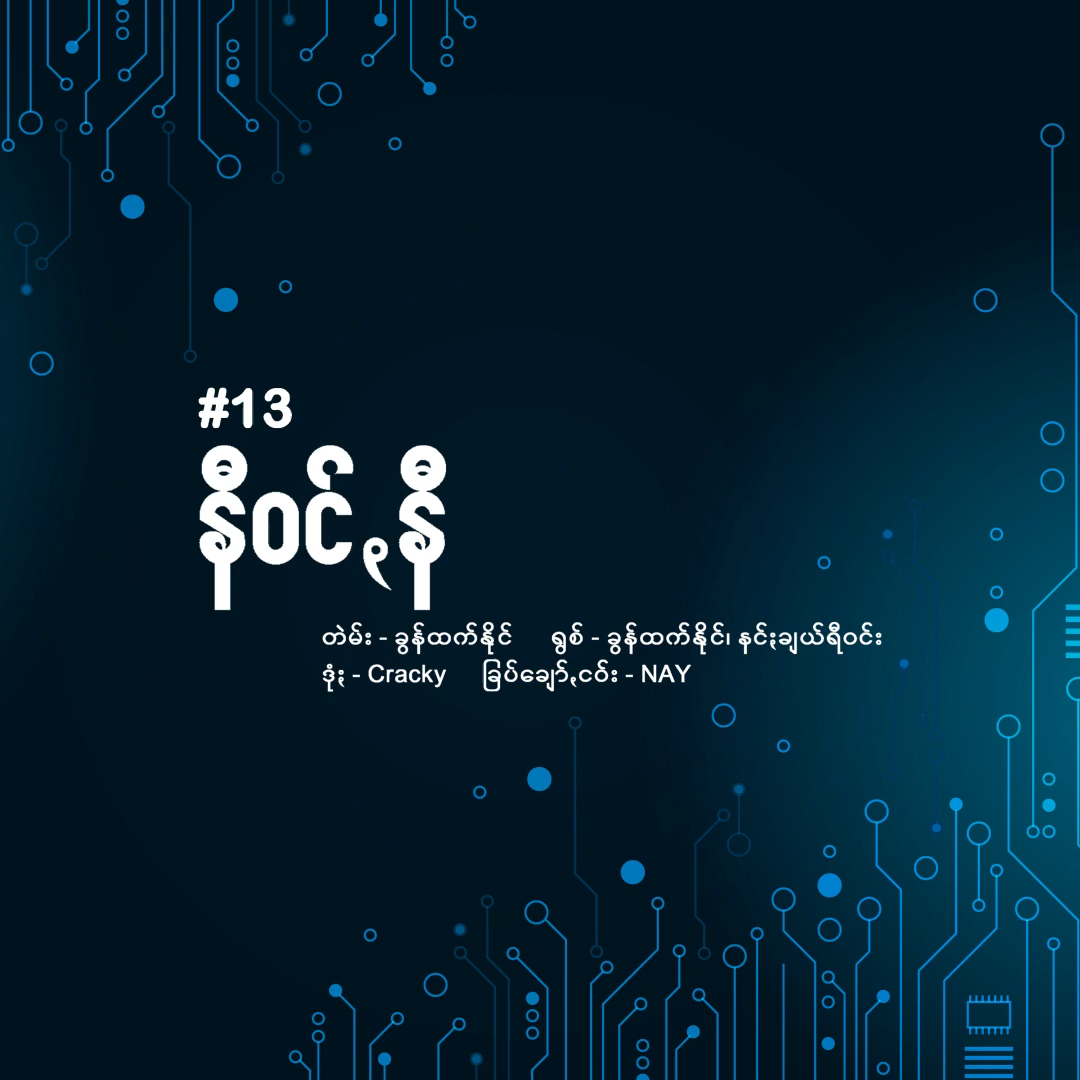 #13
နီဝင်ႇနီ
တဲမ်း - ခွန်ထက်နိုင် ရွစ် - ခွန်ထက်နိုင်၊ နင်ႈချယ်ရီဝင်း
ဒုံႈ - Cracky ခြပ်ချော်ႇငဝ်း - NAY